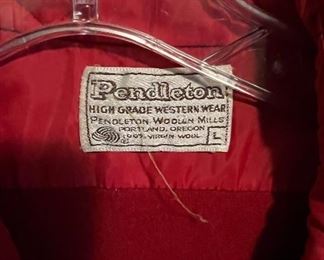 Pendleton
HIGH GRADE WESTERN WEAR
PENDLETON WOOLEN MILLS
PORTLAND, OREGON
100% VIRGIN WOOL
L